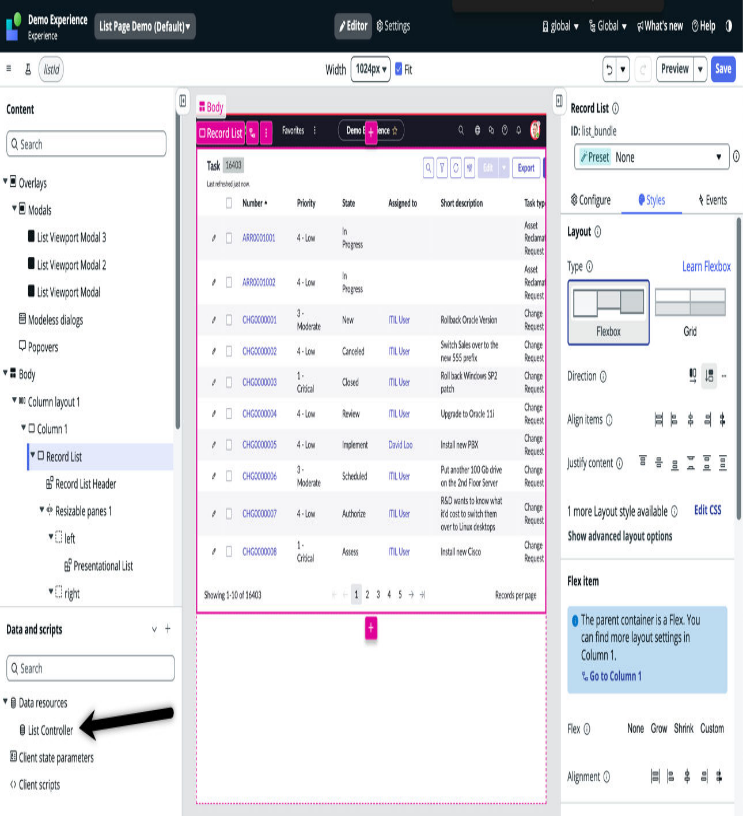 Demo Experience
Experience
List Page Demo (Default)
Editor
Settings
global
Global
What's new
Help
listId
Width
1024px
Fit
Preview
Save
Content
Search
Overlays
Modals
List Viewport Modal 3
List Viewport Modal 2
List Viewport Modal
Modeless dialogs
Popovers
Body
Column layout 1
Column 1
Record List
Record List Header
Resizable panes 1
left
Presentational List
right
Data and scripts
Search
Data resources
List Controller
Client state parameters
Client scripts
Body
Record List
Favorites
Task 16403
Last refreshed just now.
Edit
Export
Number Priority State Assigned to Short description Task typ
ARR0001001 4 - Low In Progress Asset Reclamat Request
ARR0001002 4 - Low In Progress Asset Reclamat Request
CHG0000001 3 - Moderate New ITIL User Rollback Oracle Version Change Request
CHG0000002 4 - Low Canceled ITIL User Switch Sales over to the new 555 prefix Change Request
CHG0000003 1 - Critical Closed ITIL User Roll back Windows SP2 patch Change Request
CHG0000004 4 - Low Review ITIL User Upgrade to Oracle 11i Change Request
CHG0000005 4 - Low Implement David Loo Install new PBX Change Request
CHG0000006 3 - Moderate Scheduled ITIL User Put another 100 Gb drive on the 2nd Floor Server Change Request
CHG0000007 4 - Low Authorize ITIL User R&D wants to know what it'd cost to switch them over to Linux desktops Change Request
CHG0000008 1 - Critical Assess ITIL User Install new Cisco Change Request
Showing 1-10 of 16403
1 2 3 4 5
Records per page
Record List
ID: list_bundle
Preset None
Configure
Styles
Events
Layout
Type
Learn Flexbox
Flexbox
Grid
Direction
Align items
Justify content
1 more Layout style available
Edit CSS
Show advanced layout options
Flex item
The parent container is a Flex. You
can find more layout settings in
Column 1.
Go to Column 1
Flex
None Grow Shrink Custom
Alignment